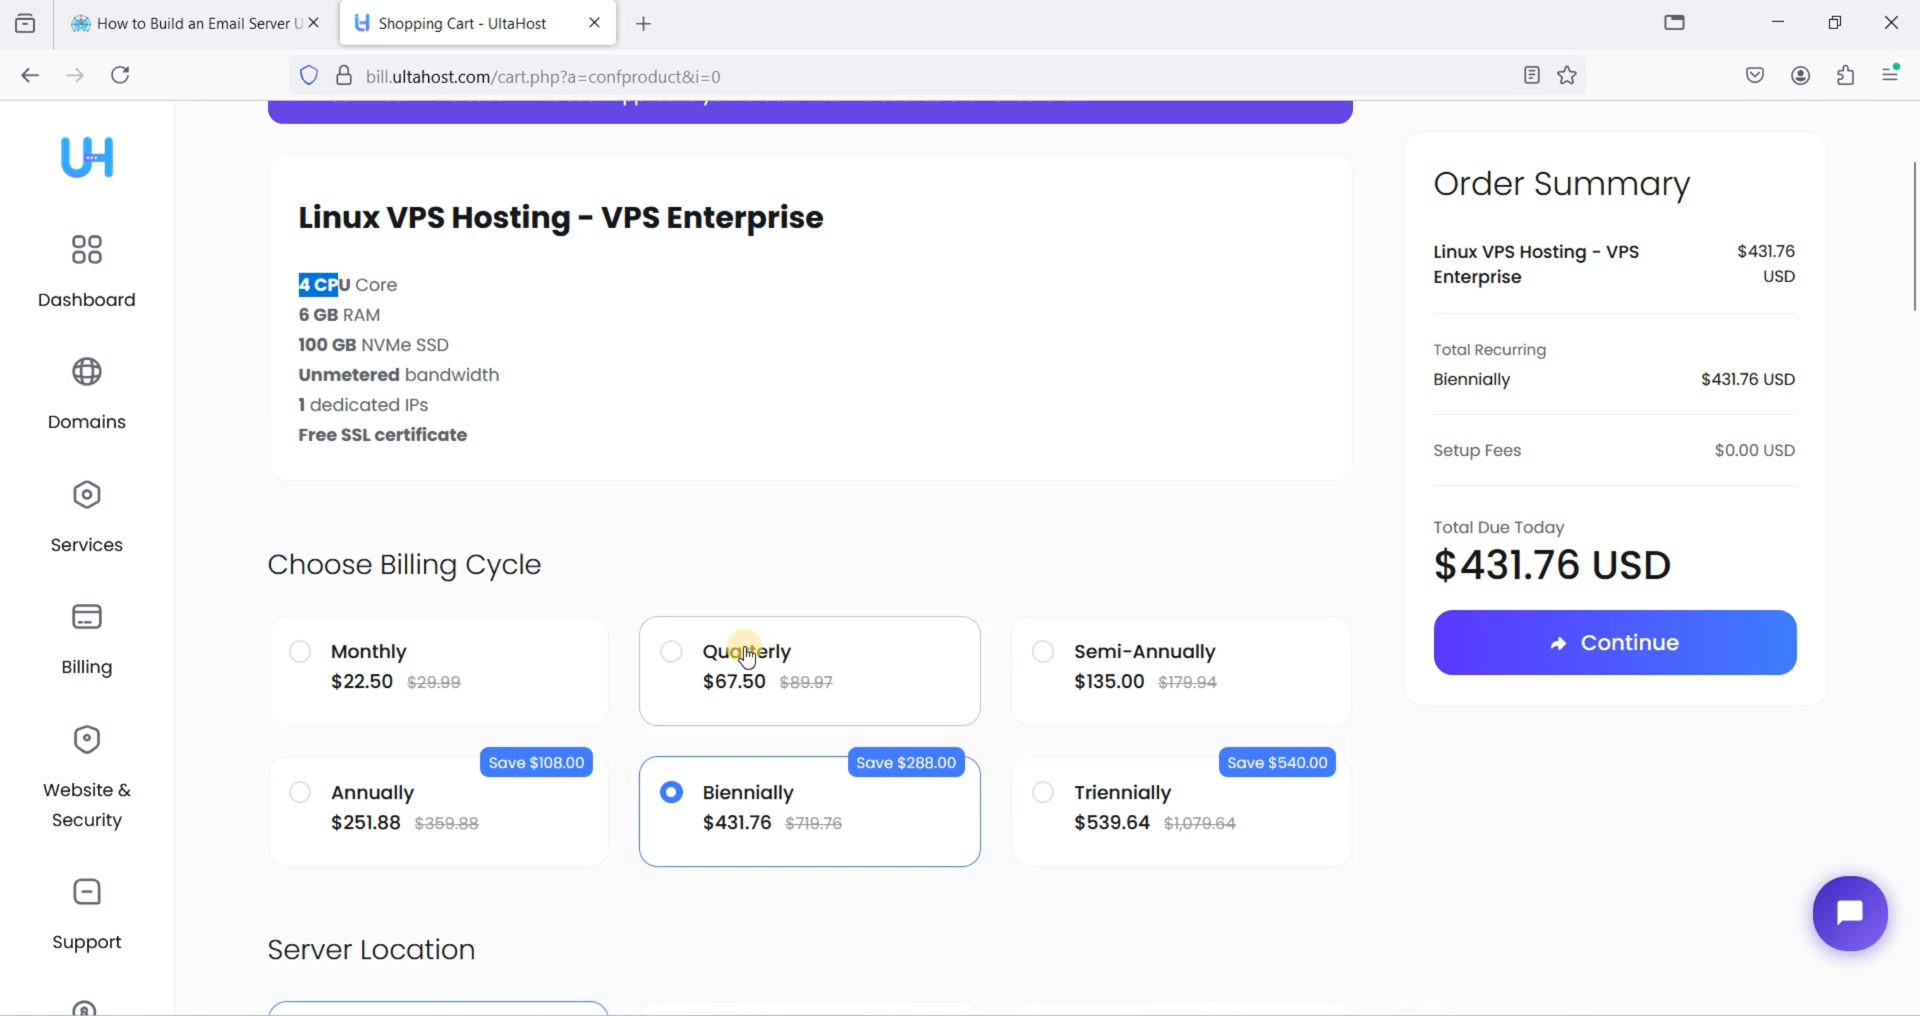 How to Build an Email Server U
Shopping Cart - UltaHost
bill.ultahost.com/cart.php?a=confproduct&i=0
UH
Dashboard
Domains
Services
Billing
Website &
Security
Support
Linux VPS Hosting - VPS Enterprise
4 CPU Core
6 GB RAM
100 GB NVMe SSD
Unmetered bandwidth
1 dedicated IPs
Free SSL certificate
Choose Billing Cycle
Monthly
$22.50 $29.99
Quarterly
$67.50 $89.97
Semi-Annually
$135.00 $179.94
Save $108.00
Annually
$251.88 $359.88
Save $288.00
Biennially
$431.76 $719.76
Save $540.00
Triennially
$539.64 $1,079.64
Server Location
Order Summary
Linux VPS Hosting - VPS $431.76
Enterprise USD
Total Recurring
Biennially $431.76 USD
Setup Fees $0.00 USD
Total Due Today
$431.76 USD
Continue